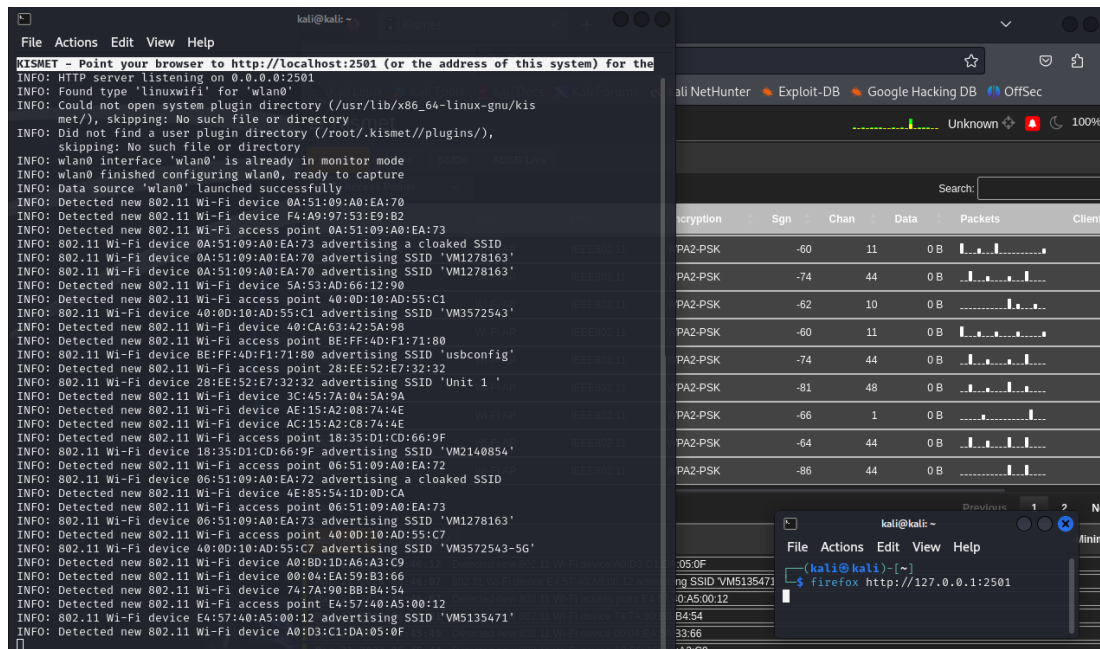 kali@kali: ~
File Actions Edit View Help
KISMET - Point your browser to http://localhost:2501 (or the address of this system) for the
INFO: HTTP server listening on 0.0.0.0:2501
INFO: Found type 'linuxwifi' for 'wlan0'
INFO: Could not open system plugin directory (/usr/lib/x86_64-linux-gnu/kis
met/), skipping: No such file or directory
INFO: Did not find a user plugin directory (/root/.kismet//plugins/),
skipping: No such file or directory
INFO: wlan0 interface 'wlan0' is already in monitor mode
INFO: wlan0 finished configuring wlan0, ready to capture
INFO: Data source 'wlan0' launched successfully
INFO: Detected new 802.11 Wi-Fi device 0A:51:09:A0:EA:70
INFO: Detected new 802.11 Wi-Fi device F4:A9:97:53:E9:B2
INFO: Detected new 802.11 Wi-Fi access point 0A:51:09:A0:EA:73
INFO: 802.11 Wi-Fi device 0A:51:09:A0:EA:73 advertising a cloaked SSID
INFO: 802.11 Wi-Fi device 0A:51:09:A0:EA:70 advertising SSID 'VM1278163'
INFO: 802.11 Wi-Fi device 0A:51:09:A0:EA:70 advertising SSID 'VM1278163'
INFO: Detected new 802.11 Wi-Fi device 5A:53:AD:66:12:90
INFO: Detected new 802.11 Wi-Fi access point 40:0D:10:AD:55:C1
INFO: 802.11 Wi-Fi device 40:0D:10:AD:55:C1 advertising SSID 'VM3572543'
INFO: Detected new 802.11 Wi-Fi device 40:CA:63:42:5A:98
INFO: Detected new 802.11 Wi-Fi access point BE:FF:4D:F1:71:80
INFO: 802.11 Wi-Fi device BE:FF:4D:F1:71:80 advertising SSID 'usbconfig'
INFO: Detected new 802.11 Wi-Fi access point 28:EE:52:E7:32:32
INFO: 802.11 Wi-Fi device 28:EE:52:E7:32:32 advertising SSID 'Unit 1 '
INFO: Detected new 802.11 Wi-Fi device 3C:45:7A:04:5A:9A
INFO: Detected new 802.11 Wi-Fi device AE:15:A2:08:74:4E
INFO: Detected new 802.11 Wi-Fi device AC:15:A2:C8:74:4E
INFO: Detected new 802.11 Wi-Fi access point 18:35:D1:CD:66:9F
INFO: 802.11 Wi-Fi device 18:35:D1:CD:66:9F advertising SSID 'VM2140854'
INFO: Detected new 802.11 Wi-Fi access point 06:51:09:A0:EA:72
INFO: 802.11 Wi-Fi device 06:51:09:A0:EA:72 advertising a cloaked SSID
INFO: Detected new 802.11 Wi-Fi device 4E:85:54:1D:0D:CA
INFO: Detected new 802.11 Wi-Fi access point 06:51:09:A0:EA:73
INFO: 802.11 Wi-Fi device 06:51:09:A0:EA:73 advertising SSID 'VM1278163'
INFO: Detected new 802.11 Wi-Fi access point 40:0D:10:AD:55:C7
INFO: 802.11 Wi-Fi device 40:0D:10:AD:55:C7 advertising SSID 'VM3572543-5G'
INFO: Detected new 802.11 Wi-Fi device A0:BD:1D:A6:A3:C9
INFO: Detected new 802.11 Wi-Fi device 00:04:EA:59:B3:66
INFO: Detected new 802.11 Wi-Fi device 74:7A:90:BB:B4:54
INFO: Detected new 802.11 Wi-Fi access point E4:57:40:A5:00:12
INFO: 802.11 Wi-Fi device E4:57:40:A5:00:12 advertising SSID 'VM5135471'
INFO: Detected new 802.11 Wi-Fi device A0:D3:C1:DA:05:0F
ali NetHunter Exploit-DB Google Hacking DB OffSec
Unknown 100%
Search:
ncryption Sgn Chan Data Packets Client
PA2-PSK -60 11 0 B
PA2-PSK -74 44 0 B
PA2-PSK -62 10 0 B
PA2-PSK -60 11 0 B
PA2-PSK -74 44 0 B
PA2-PSK -81 48 0 B
PA2-PSK -66 1 0 B
PA2-PSK -64 44 0 B
PA2-PSK -86 44 0 B
Previous 1 2 N
:05:0F
ng SSID 'VM5135471
:0:A5:00:12
B4:54
33:66
kali@kali: ~
File Actions Edit View Help
(kali㉿kali)-[~]
$ firefox http://127.0.0.1:2501